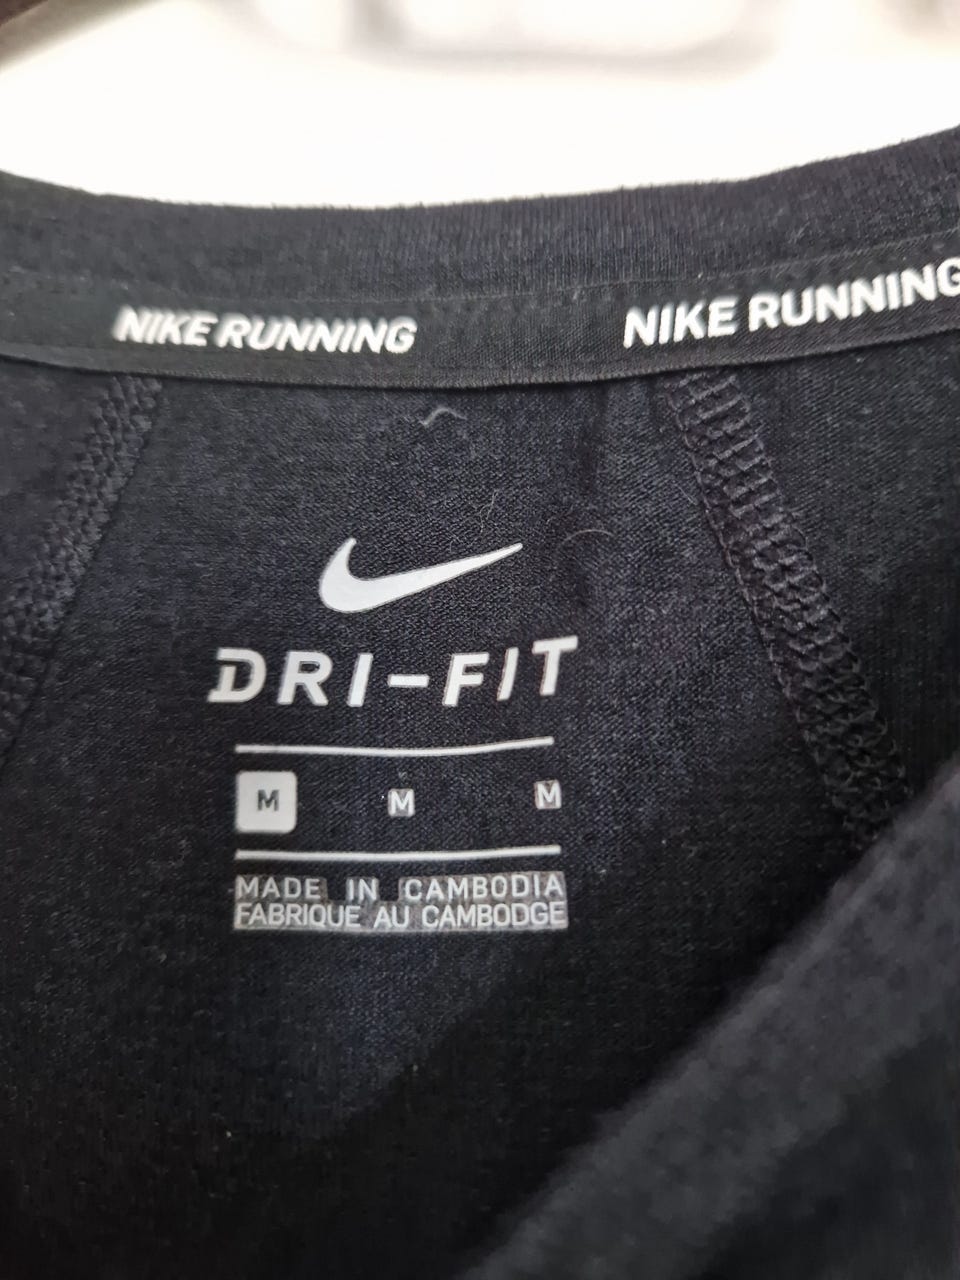 NIKE RUNNING NIKE RUNNING
DRI-FIT
M M M
MADE IN CAMBODIA
FABRIQUE AU CAMBODGE